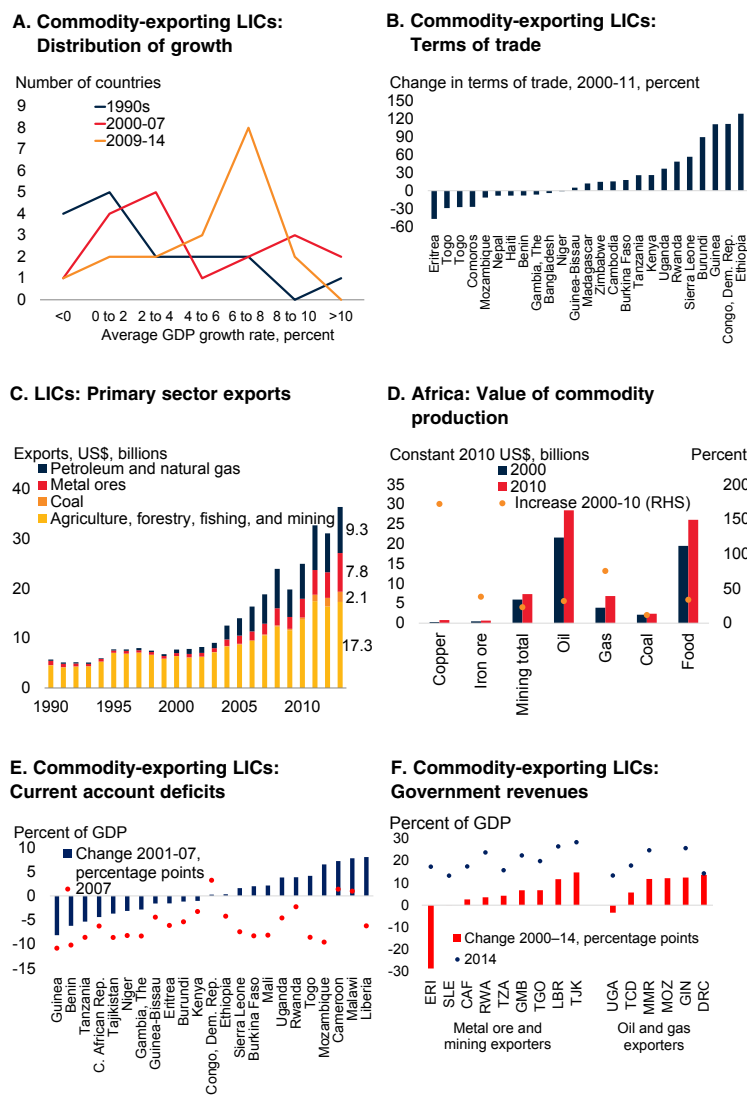 A. Commodity-exporting LICs:
Distribution of growth
Number of countries
9
8
7
6
5
4
3
2
1
0
1990s
2000-07
2009-14
<0
0 to 2
2 to 4
4 to 6
6 to 8
8 to 10
>10
Average GDP growth rate, percent
B. Commodity-exporting LICs:
Terms of trade
Change in terms of trade, 2000-11, percent
150
120
90
60
30
0
-30
-60
Eritrea
Togo
Togo
Comoros
Mozambique
Nepal
Haiti
Benin
Gambia, The
Bangladesh
Niger
Guinea-Bissau
Madagascar
Zimbabwe
Cambodia
Burkina Faso
Tanzania
Kenya
Uganda
Rwanda
Sierra Leone
Burundi
Guinea
Congo, Dem. Rep.
Ethiopia
C. LICs: Primary sector exports
Exports, US$, billions
Petroleum and natural gas
Metal ores
Coal
Agriculture, forestry, fishing, and mining
40
30
20
10
0
9.3
7.8
2.1
17.3
1990
1995
2000
2005
2010
D. Africa: Value of commodity
production
Constant 2010 US$, billions
Percent
2000
2010
Increase 2000-10 (RHS)
35
30
25
20
15
10
5
0
200
150
100
50
0
Copper
Iron ore
Mining total
Oil
Gas
Coal
Food
E. Commodity-exporting LICs:
Current account deficits
Percent of GDP
10
5
0
-5
-10
-15
Change 2001-07,
percentage points
2007
Guinea
Benin
Tanzania
C. African Rep.
Tajikistan
Niger
Gambia, The
Guinea-Bissau
Eritrea
Burundi
Kenya
Congo, Dem. Rep.
Ethiopia
Sierra Leone
Burkina Faso
Mali
Uganda
Rwanda
Togo
Mozambique
Cameroon
Malawi
Liberia
F. Commodity-exporting LICs:
Government revenues
Percent of GDP
30
20
10
0
-10
-20
-30
Change 2000–14, percentage points
2014
ERI
SLE
CAF
RWA
TZA
GMB
TGO
LBR
TJK
UGA
TCD
MMR
MOZ
GIN
DRC
Metal ore and
mining exporters
Oil and gas
exporters